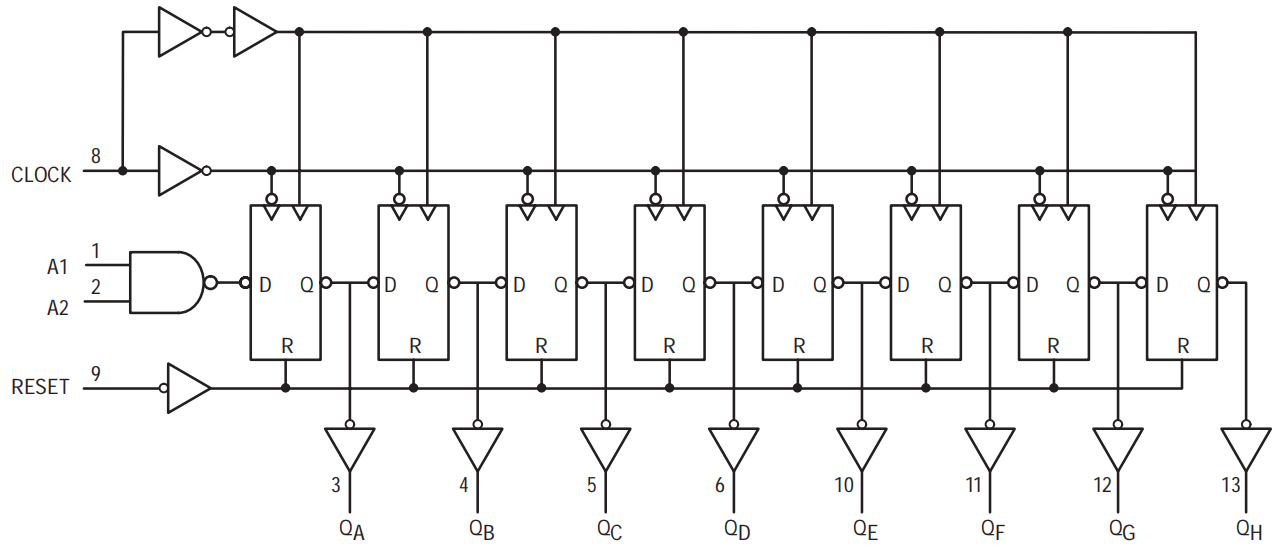 CLOCK 8
A1 1
A2 2
D Q D Q D Q D Q D Q D Q D Q D Q
R R R R R R R R
RESET 9
3 4 5 6 10 11 12 13
QA QB QC QD QE QF QG QH